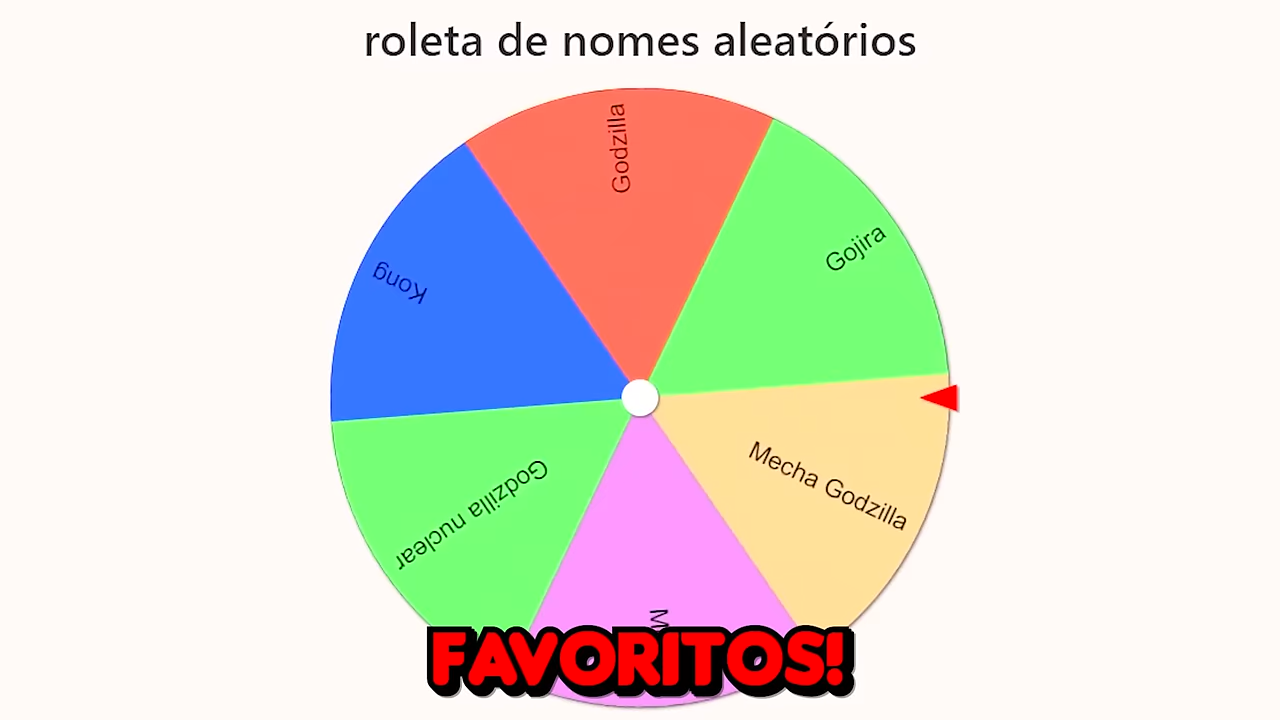 roleta de nomes aleatórios
Godzilla
Gojira
Kong
Mecha Godzilla
Godzilla nuclear
M
FAVORITOS!